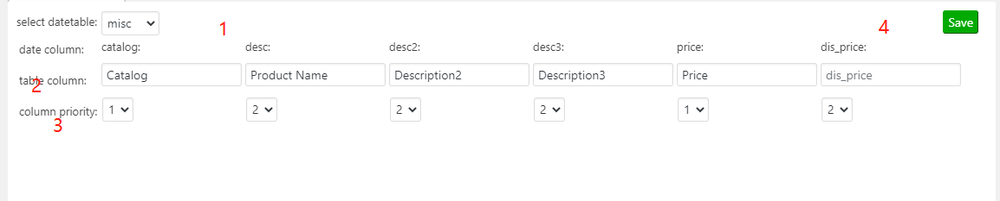 select datetable: misc 1 4 Save
date column: catalog: desc: desc2: desc3: price: dis_price:
table column: Catalog Product Name Description2 Description3 Price dis_price
2
column priority: 1 2 2 2 1 2
3